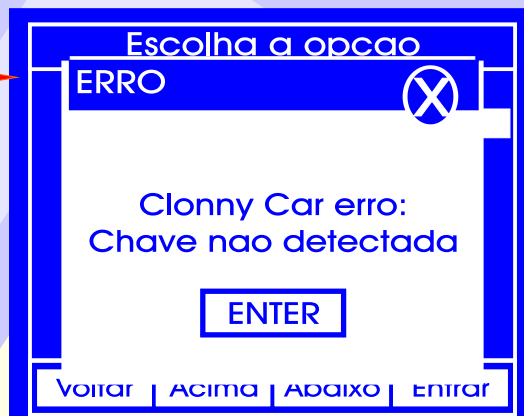 Escolha a opcao
ERRO
X
Clonny Car erro:
Chave nao detectada
ENTER
Voltar Acima Abaixo Entrar